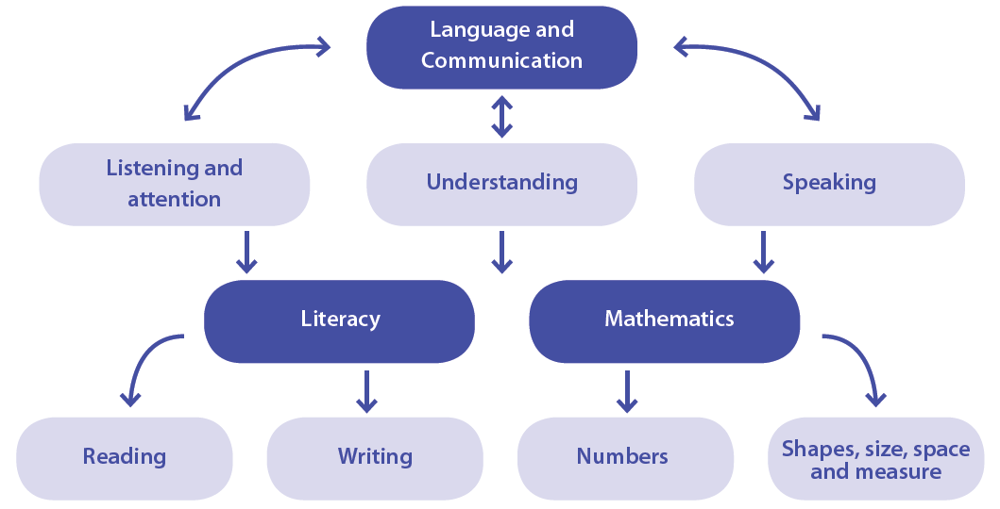 Language and
Communication
Listening and
attention
Understanding
Speaking
Literacy
Mathematics
Reading
Writing
Numbers
Shapes, size, space
and measure